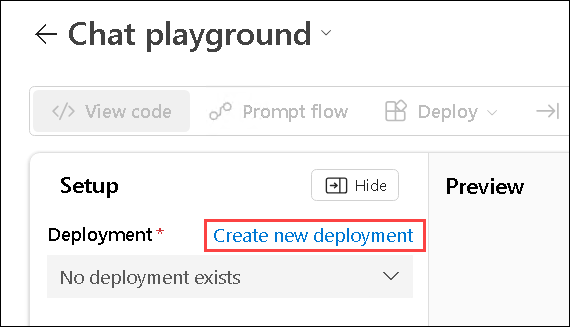 Chat playground
View code Prompt flow Deploy
Setup Hide Preview
Deployment * Create new deployment
No deployment exists